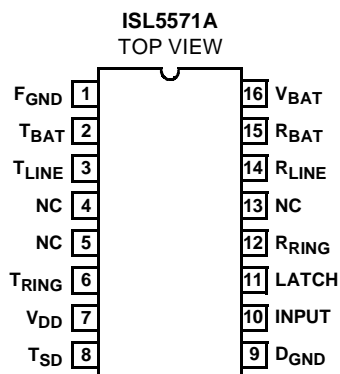 ISL5571A
TOP VIEW
FGND 1 16 VBAT
TBAT 2 15 RBAT
TLINE 3 14 RLINE
NC 4 13 NC
NC 5 12 RRING
TRING 6 11 LATCH
VDD 7 10 INPUT
TSD 8 9 DGND